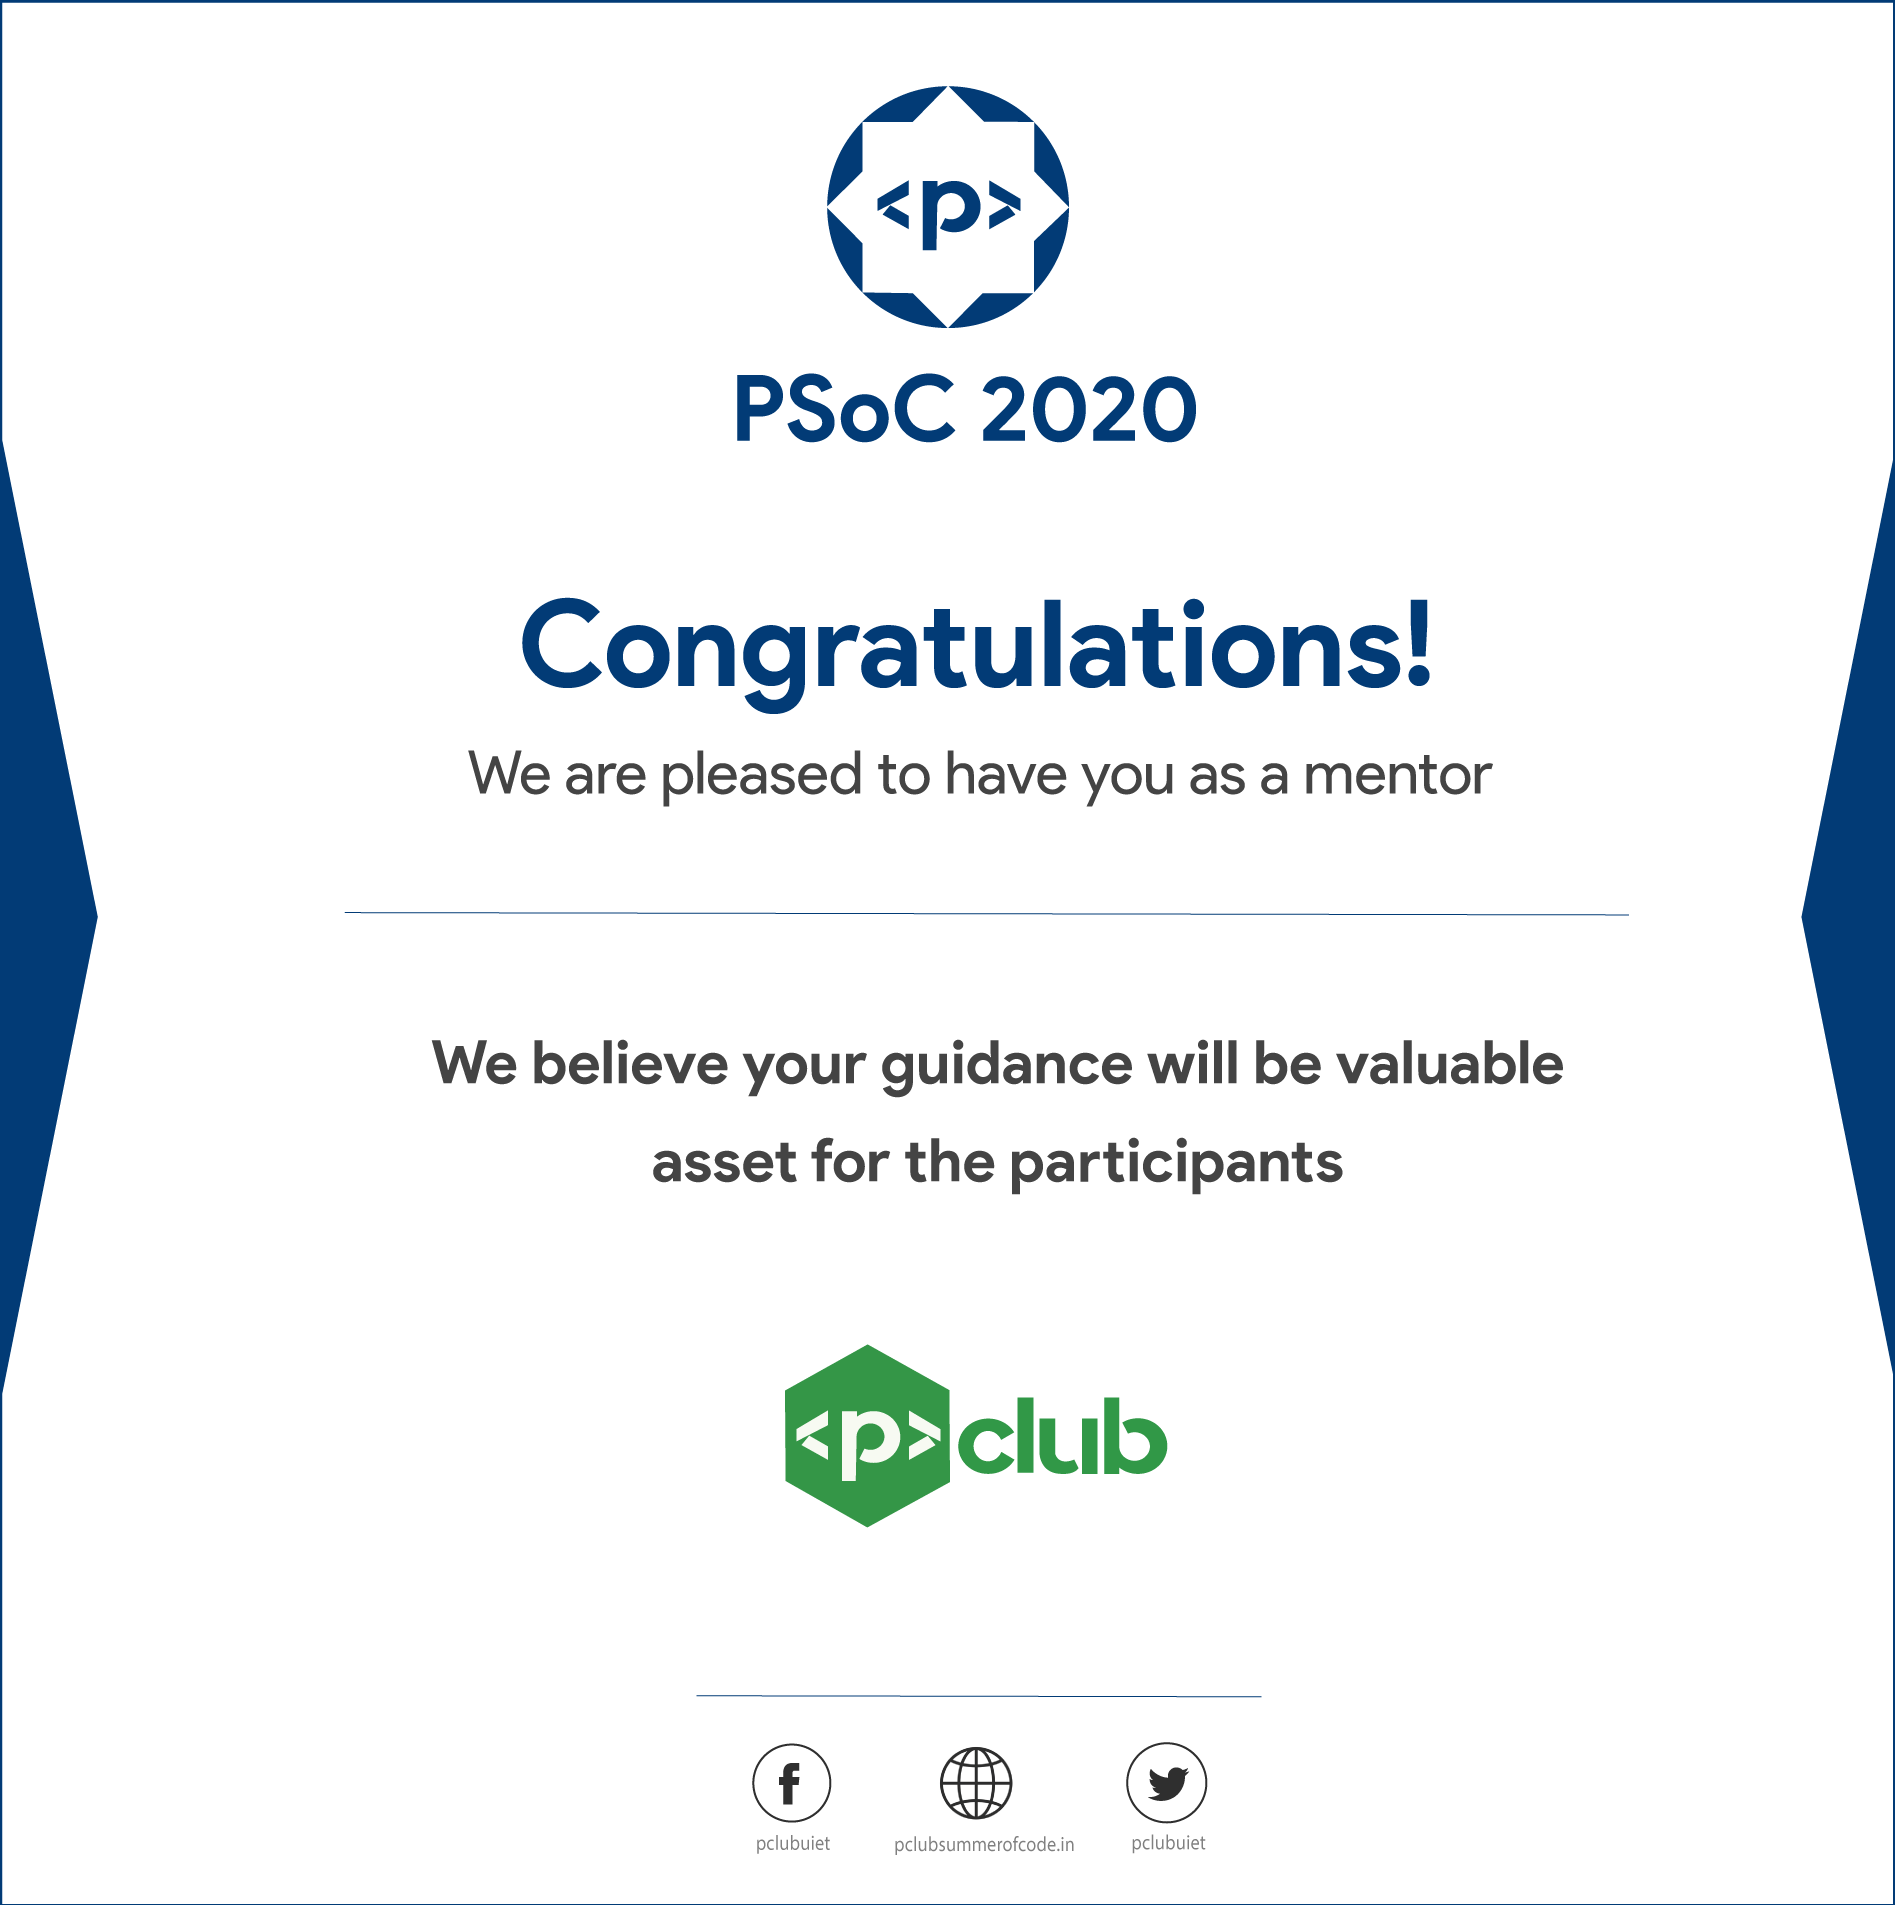 <p>
PSoC 2020
Congratulations!
We are pleased to have you as a mentor
We believe your guidance will be valuable
asset for the participants
<p>club
pclubuiet
pclubsummerofcode.in
pclubuiet